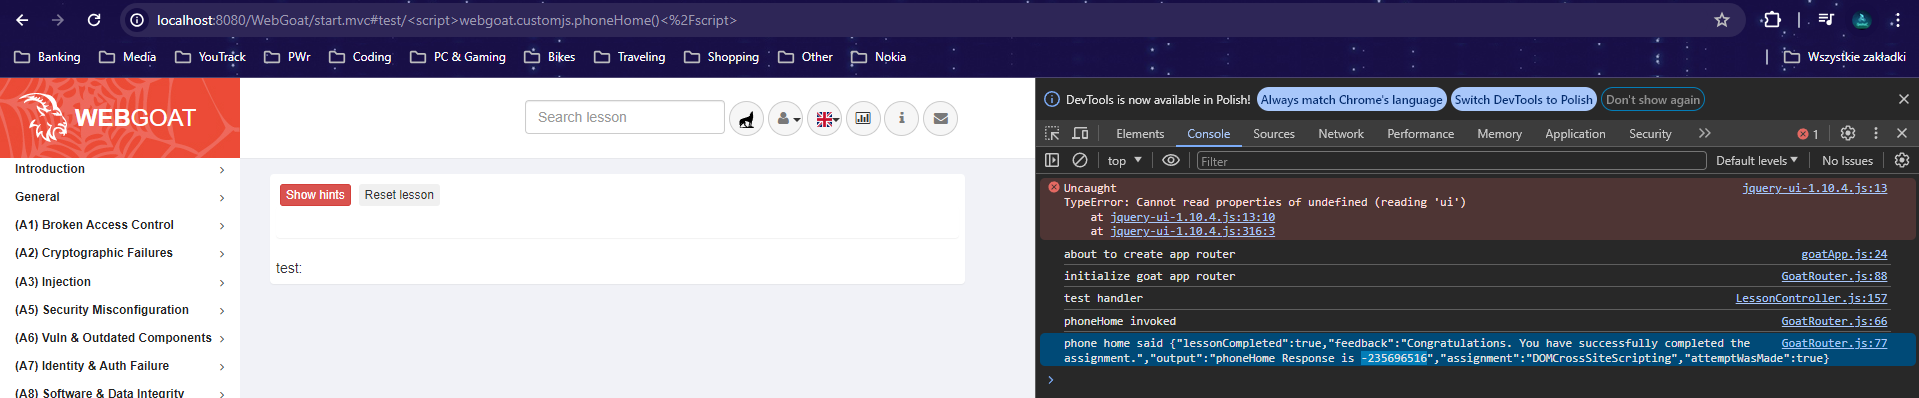 localhost:8080/WebGoat/start.mvc#test/<script>webgoat.customjs.phoneHome()<%2Fscript>
Banking Media YouTrack PWr Coding PC & Gaming Bikes Traveling Shopping Other Nokia Wszystkie zakładki
WEBGOAT
Search lesson
Introduction
General
(A1) Broken Access Control
(A2) Cryptographic Failures
(A3) Injection
(A5) Security Misconfiguration
(A6) Vuln & Outdated Components
(A7) Identity & Auth Failure
(A8) Software & Data Integrity
Show hints Reset lesson
test:
DevTools is now available in Polish! Always match Chrome's language Switch DevTools to Polish Don't show again
Elements Console Sources Network Performance Memory Application Security 1
top Filter Default levels No Issues
Uncaught jquery-ui-1.10.4.js:13
TypeError: Cannot read properties of undefined (reading 'ui')
at jquery-ui-1.10.4.js:13:10
at jquery-ui-1.10.4.js:316:3
about to create app router goatApp.js:24
initialize goat app router GoatRouter.js:88
test handler LessonController.js:157
phoneHome invoked GoatRouter.js:66
phone home said {"lessonCompleted":true,"feedback":"Congratulations. You have successfully completed the GoatRouter.js:77
assignment.","output":"phoneHome Response is -235696516","assignment":"DOMCrossSiteScripting","attemptWasMade":true}